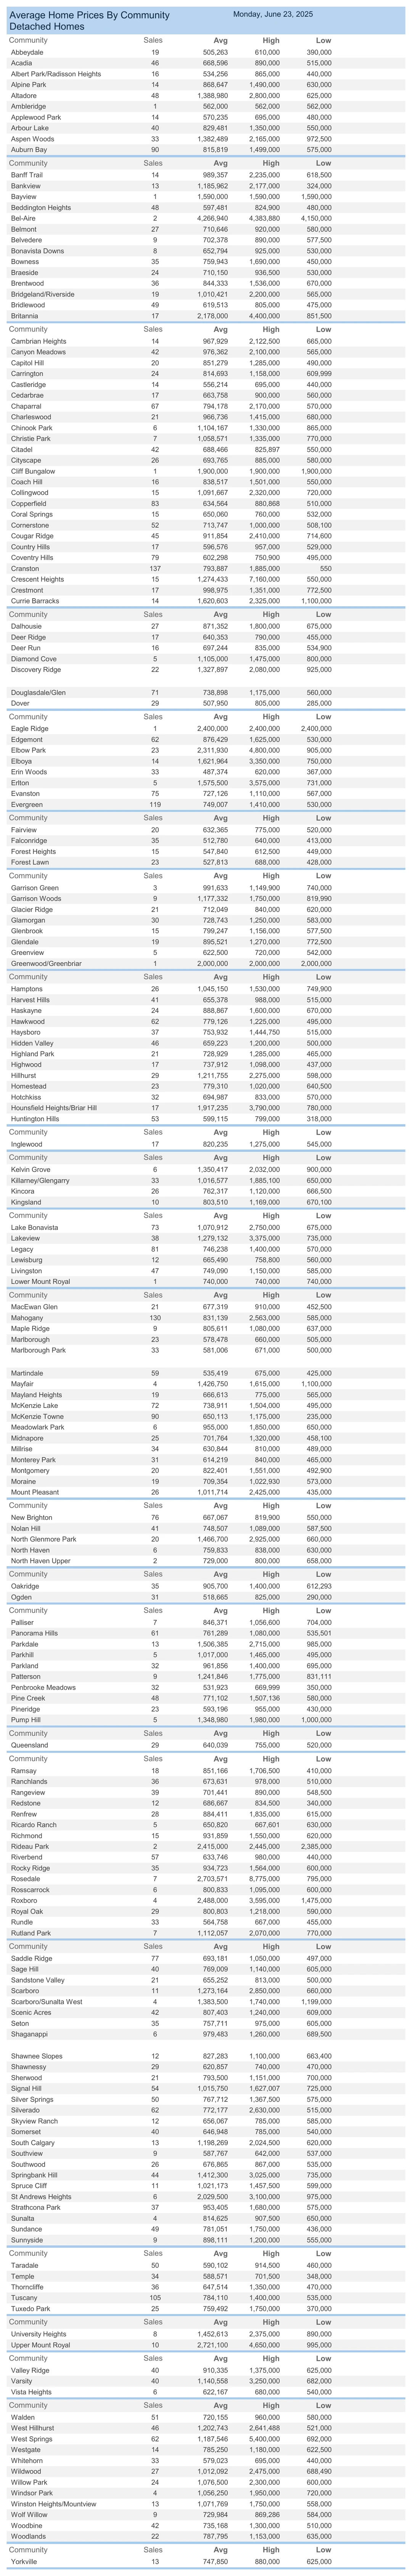 Average Home Prices By Community Monday, June 23, 2025
Detached Homes
Community Sales Avg High Low
Abbeydale 19 505,263 610,000 390,000
Acadia 46 668,596 890,000 515,000
Albert Park/Radisson Heights 16 534,256 865,000 440,000
Alpine Park 14 868,647 1,490,000 630,000
Altadore 48 1,388,980 2,800,000 625,000
Ambleridge 1 562,000 562,000 562,000
Applewood Park 14 570,235 695,000 480,000
Arbour Lake 40 829,481 1,350,000 550,000
Aspen Woods 33 1,382,489 2,165,000 972,500
Auburn Bay 90 815,819 1,499,000 575,000
Community Sales Avg High Low
Banff Trail 14 989,357 2,235,000 618,500
Bankview 13 1,185,962 2,177,000 324,000
Bayview 1 1,590,000 1,590,000 1,590,000
Beddington Heights 48 597,481 824,900 480,000
Bel-Aire 2 4,266,940 4,383,880 4,150,000
Belmont 27 710,646 920,000 580,000
Belvedere 9 702,378 890,000 577,500
Bonavista Downs 8 652,794 925,000 530,000
Bowness 35 759,943 1,690,000 450,000
Braeside 24 710,150 936,500 530,000
Brentwood 36 844,333 1,536,000 670,000
Bridgeland/Riverside 19 1,010,421 2,200,000 565,000
Bridlewood 49 619,513 805,000 475,000
Britannia 17 2,178,000 4,400,000 851,500
Community Sales Avg High Low
Cambrian Heights 14 967,929 2,122,500 665,000
Canyon Meadows 42 976,362 2,100,000 565,000
Capitol Hill 20 851,279 1,285,000 490,000
Carrington 24 814,693 1,158,000 609,999
Castleridge 14 556,214 695,000 440,000
Cedarbrae 17 663,758 900,000 560,000
Chaparral 67 794,178 2,170,000 570,000
Charleswood 21 966,736 1,415,000 680,000
Chinook Park 6 1,104,167 1,330,000 865,000
Christie Park 7 1,058,571 1,335,000 770,000
Citadel 42 688,466 825,897 550,000
Cityscape 26 693,765 885,000 580,000
Cliff Bungalow 1 1,900,000 1,900,000 1,900,000
Coach Hill 16 838,517 1,501,000 550,000
Collingwood 15 1,091,667 2,320,000 720,000
Copperfield 83 634,564 880,868 510,000
Coral Springs 15 650,060 760,000 532,000
Cornerstone 52 713,747 1,000,000 508,100
Cougar Ridge 45 911,854 2,410,000 714,600
Country Hills 17 596,576 957,000 529,000
Coventry Hills 79 602,298 750,900 495,000
Cranston 137 793,887 1,885,000 550
Crescent Heights 15 1,274,433 7,160,000 550,000
Crestmont 17 998,975 1,351,000 772,500
Currie Barracks 14 1,620,603 2,325,000 1,100,000
Community Sales Avg High Low
Dalhousie 27 871,352 1,800,000 675,000
Deer Ridge 17 640,353 790,000 455,000
Deer Run 16 697,244 835,000 534,900
Diamond Cove 5 1,105,000 1,475,000 800,000
Discovery Ridge 22 1,327,897 2,080,000 925,000
Douglasdale/Glen 71 738,898 1,175,000 560,000
Dover 29 507,950 805,000 285,000
Community Sales Avg High Low
Eagle Ridge 1 2,400,000 2,400,000 2,400,000
Edgemont 62 876,429 1,625,000 530,000
Elbow Park 23 2,311,930 4,800,000 905,000
Elboya 14 1,621,964 3,350,000 750,000
Erin Woods 33 487,374 620,000 367,000
Erlton 5 1,575,500 3,575,000 731,000
Evanston 75 727,126 1,110,000 567,000
Evergreen 119 749,007 1,410,000 530,000
Community Sales Avg High Low
Fairview 20 632,365 775,000 520,000
Falconridge 35 512,780 640,000 413,000
Forest Heights 15 547,840 612,500 449,000
Forest Lawn 23 527,813 688,000 428,000
Community Sales Avg High Low
Garrison Green 3 991,633 1,149,900 740,000
Garrison Woods 9 1,177,332 1,750,000 819,990
Glacier Ridge 21 712,049 840,000 620,000
Glamorgan 30 728,743 1,250,000 583,000
Glenbrook 15 799,247 1,156,000 577,500
Glendale 19 895,521 1,270,000 772,500
Greenview 5 622,500 720,000 542,000
Greenwood/Greenbriar 1 2,000,000 2,000,000 2,000,000
Community Sales Avg High Low
Hamptons 26 1,045,150 1,530,000 749,900
Harvest Hills 41 655,378 988,000 515,000
Haskayne 24 888,867 1,600,000 670,000
Hawkwood 62 779,126 1,225,000 495,000
Haysboro 37 753,932 1,444,750 515,000
Hidden Valley 46 659,223 1,200,000 500,000
Highland Park 21 728,929 1,285,000 465,000
Highwood 17 737,912 1,098,000 437,000
Hillhurst 29 1,211,755 2,275,000 598,000
Homestead 23 779,310 1,020,000 640,500
Hotchkiss 32 694,987 833,000 570,000
Hounsfield Heights/Briar Hill 17 1,917,235 3,790,000 780,000
Huntington Hills 53 599,115 799,000 318,000
Community Sales Avg High Low
Inglewood 17 820,235 1,275,000 545,000
Community Sales Avg High Low
Kelvin Grove 6 1,350,417 2,032,000 900,000
Killarney/Glengarry 33 1,016,577 1,885,100 650,000
Kincora 26 762,317 1,120,000 666,500
Kingsland 10 803,510 1,169,000 670,100
Community Sales Avg High Low
Lake Bonavista 73 1,070,912 2,750,000 675,000
Lakeview 38 1,279,132 3,375,000 735,000
Legacy 81 746,238 1,400,000 570,000
Lewisburg 12 665,490 758,800 560,000
Livingston 47 749,090 1,150,000 585,000
Lower Mount Royal 1 740,000 740,000 740,000
Community Sales Avg High Low
MacEwan Glen 21 677,319 910,000 452,500
Mahogany 130 831,139 2,563,000 585,000
Maple Ridge 9 805,611 1,080,000 637,000
Marlborough 23 578,478 660,000 505,000
Marlborough Park 33 581,006 671,000 500,000
Martindale 59 535,419 675,000 425,000
Mayfair 4 1,426,750 1,615,000 1,100,000
Mayland Heights 19 666,613 775,000 565,000
McKenzie Lake 72 738,911 1,504,000 495,000
McKenzie Towne 90 650,113 1,175,000 235,000
Meadowlark Park 6 955,000 1,850,000 650,000
Midnapore 25 701,764 1,320,000 458,100
Millrise 34 630,844 810,000 489,000
Monterey Park 31 614,219 840,000 465,000
Montgomery 20 822,401 1,551,000 492,900
Moraine 19 709,354 1,022,930 573,000
Mount Pleasant 26 1,011,714 2,425,000 435,000
Community Sales Avg High Low
New Brighton 76 667,067 819,900 550,000
Nolan Hill 41 748,507 1,089,000 587,500
North Glenmore Park 20 1,466,700 2,925,000 660,000
North Haven 6 759,833 838,000 630,000
North Haven Upper 2 729,000 800,000 658,000
Community Sales Avg High Low
Oakridge 35 905,700 1,400,000 612,293
Ogden 31 518,665 825,000 290,000
Community Sales Avg High Low
Palliser 7 846,371 1,056,600 704,000
Panorama Hills 61 761,289 1,080,000 535,501
Parkdale 13 1,506,385 2,715,000 985,000
Parkhill 5 1,017,000 1,465,000 495,000
Parkland 32 961,856 1,400,000 695,000
Patterson 9 1,241,846 1,775,000 831,111
Penbrooke Meadows 32 531,923 669,999 350,000
Pine Creek 48 771,102 1,507,136 580,000
Pineridge 23 593,196 955,000 430,000
Pump Hill 5 1,348,980 1,980,000 1,000,000
Community Sales Avg High Low
Queensland 29 640,039 755,000 520,000
Community Sales Avg High Low
Ramsay 18 851,166 1,706,500 410,000
Ranchlands 36 673,631 978,000 510,000
Rangeview 39 701,441 890,000 548,500
Redstone 12 686,667 834,500 340,000
Renfrew 28 884,411 1,835,000 615,000
Ricardo Ranch 5 650,820 667,601 630,000
Richmond 15 931,859 1,550,000 620,000
Rideau Park 2 2,415,000 2,445,000 2,385,000
Riverbend 57 633,746 980,000 440,000
Rocky Ridge 35 934,723 1,564,000 600,000
Rosedale 7 2,703,571 8,775,000 795,000
Rosscarrock 6 800,833 1,095,000 600,000
Roxboro 4 2,488,000 3,595,000 1,475,000
Royal Oak 29 800,803 1,218,000 590,000
Rundle 33 564,758 667,000 455,000
Rutland Park 7 1,112,057 2,070,000 770,000
Community Sales Avg High Low
Saddle Ridge 77 693,181 1,050,000 497,000
Sage Hill 40 769,009 1,140,000 605,000
Sandstone Valley 21 655,252 813,000 500,000
Scarboro 11 1,273,164 2,850,000 660,000
Scarboro/Sunalta West 4 1,383,500 1,740,000 1,199,000
Scenic Acres 42 807,403 1,240,000 609,000
Seton 35 757,711 975,000 605,000
Shaganappi 6 979,483 1,260,000 689,500
Shawnee Slopes 12 827,283 1,100,000 663,400
Shawnessy 29 620,857 740,000 470,000
Sherwood 21 793,500 1,151,000 700,000
Signal Hill 54 1,015,750 1,627,007 725,000
Silver Springs 50 767,712 1,367,500 575,000
Silverado 62 772,177 2,630,000 515,000
Skyview Ranch 12 656,067 785,000 585,000
Somerset 40 646,948 785,000 540,000
South Calgary 13 1,198,269 2,024,500 620,000
Southview 9 587,767 642,000 537,000
Southwood 26 676,865 867,000 535,000
Springbank Hill 44 1,412,300 3,025,000 735,000
Spruce Cliff 11 1,021,173 1,457,500 599,000
St Andrews Heights 6 2,029,500 3,100,000 975,000
Strathcona Park 37 953,405 1,680,000 575,000
Sunalta 4 814,625 907,500 650,000
Sundance 49 781,051 1,750,000 436,000
Sunnyside 9 898,111 1,200,000 555,000
Community Sales Avg High Low
Taradale 50 590,102 914,500 460,000
Temple 34 588,571 701,500 348,000
Thorncliffe 36 647,514 1,350,000 470,000
Tuscany 105 784,110 1,400,000 535,000
Tuxedo Park 25 759,492 1,750,000 370,000
Community Sales Avg High Low
University Heights 8 1,452,613 2,375,000 890,000
Upper Mount Royal 10 2,721,100 4,650,000 995,000
Community Sales Avg High Low
Valley Ridge 40 910,335 1,375,000 625,000
Varsity 40 1,140,558 3,250,000 682,000
Vista Heights 6 622,167 680,000 540,000
Community Sales Avg High Low
Walden 51 720,155 960,000 580,000
West Hillhurst 46 1,202,743 2,641,488 521,000
West Springs 62 1,187,546 5,400,000 692,000
Westgate 14 785,250 1,180,000 622,500
Whitehorn 33 579,023 695,000 440,000
Wildwood 27 1,012,092 2,475,000 688,490
Willow Park 24 1,076,500 2,300,000 600,000
Windsor Park 4 1,056,250 1,950,000 720,000
Winston Heights/Mountview 13 1,071,769 1,750,000 558,000
Wolf Willow 9 729,984 869,286 584,000
Woodbine 42 735,168 1,300,000 510,000
Woodlands 22 787,795 1,153,000 635,000
Community Sales Avg High Low
Yorkville 13 747,850 880,000 625,000